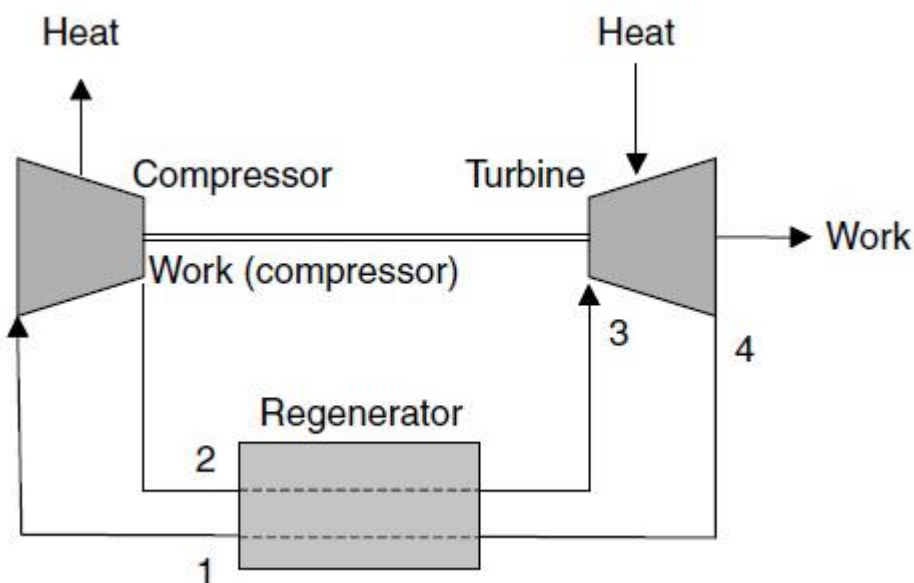 Heat
Heat
Compressor
Turbine
Work
Work (compressor)
3
4
Regenerator
2
1